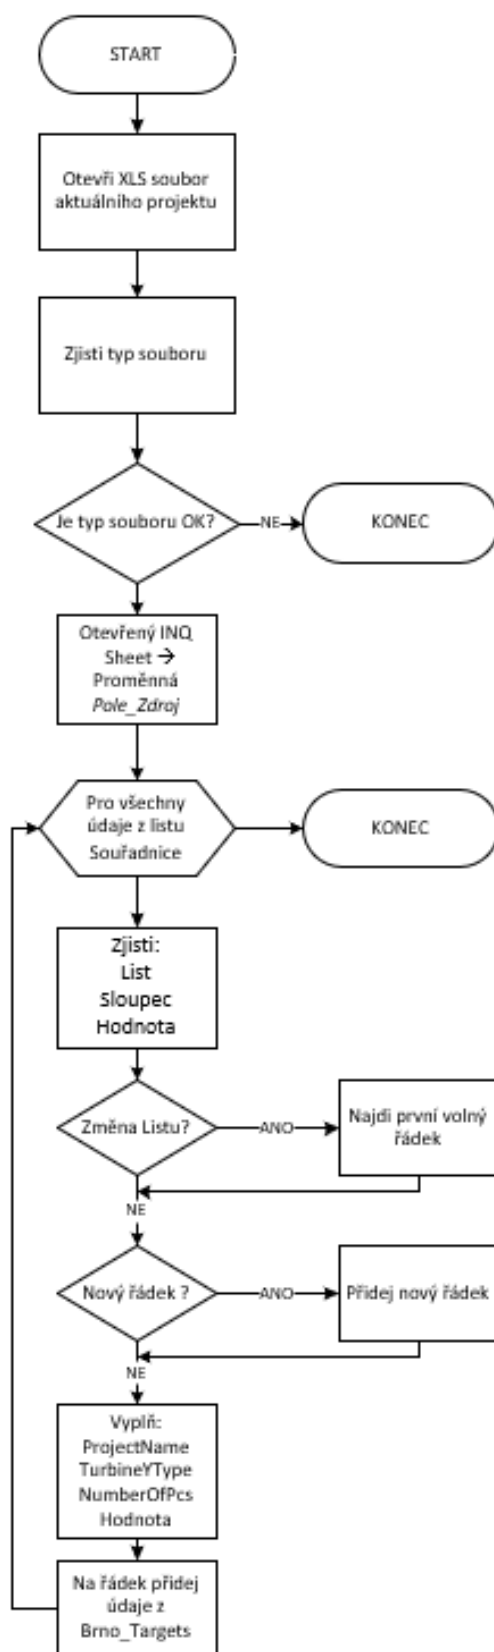 START
Otevři XLS soubor
aktuálního projektu
Zjisti typ souboru
Je typ souboru OK?
NE
KONEC
Otevřený INQ
Sheet →
Proměnná
Pole_Zdroj
Pro všechny
údaje z listu
Souřadnice
KONEC
Zjisti:
List
Sloupec
Hodnota
Změna Listu?
ANO
Najdi první volný
řádek
NE
Nový řádek ?
ANO
Přidej nový řádek
NE
Vyplň:
ProjectName
TurbineYType
NumberOfPcs
Hodnota
Na řádek přidej
údaje z
Brno_Targets